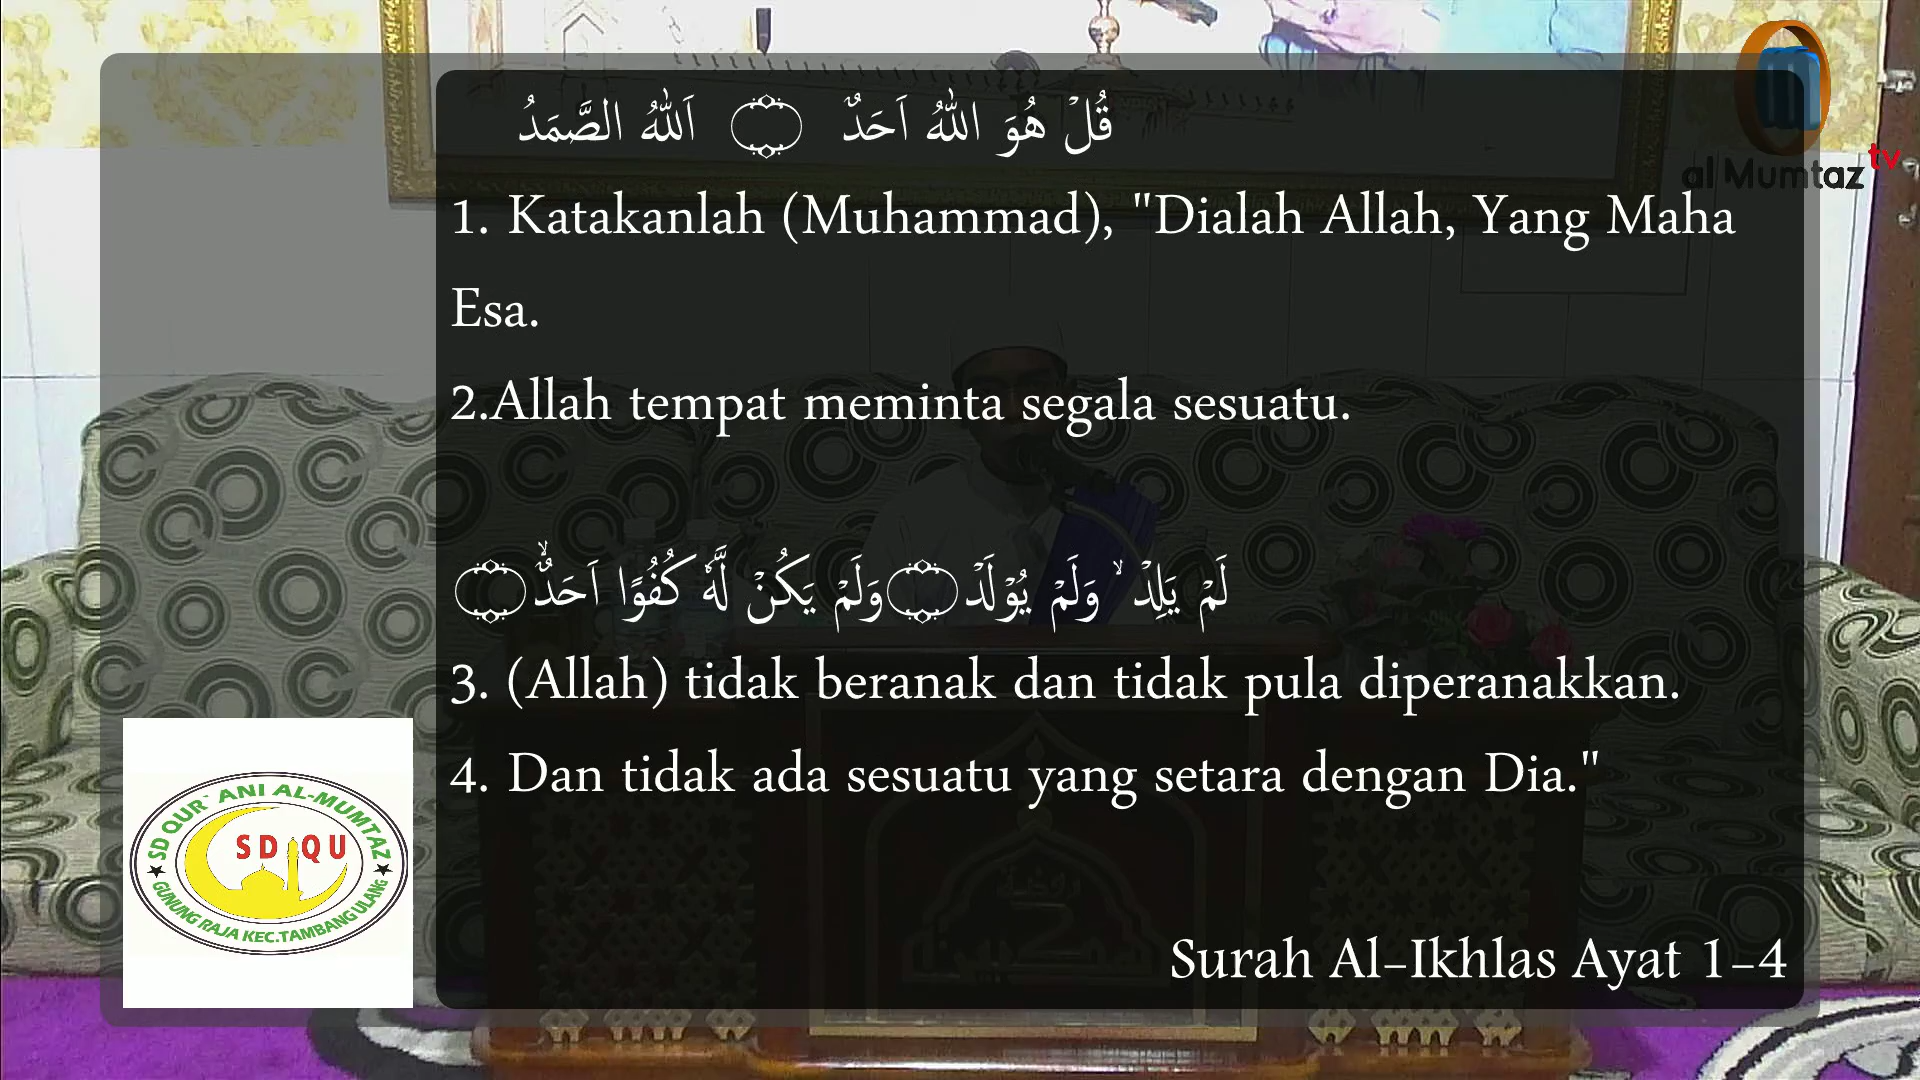 قُلْ هُوَ اللّٰهُ اَحَدٌ ۝ اَللّٰهُ الصَّمَدُ
1. Katakanlah (Muhammad), "Dialah Allah, Yang Maha
Esa.
2.Allah tempat meminta segala sesuatu.
لَمْ يَلِدْ ۙ وَلَمْ يُوْلَدْ۝وَلَمْ يَكُنْ لَّهٗ كُفُوًا اَحَدٌ ࣖ۝
3. (Allah) tidak beranak dan tidak pula diperanakkan.
4. Dan tidak ada sesuatu yang setara dengan Dia."
Surah Al-Ikhlas Ayat 1-4
al Mumtaz tv
SD QUR`ANI AL-MUMTAZ
SD QU
GUNUNG RAJA KEC.TAMBANG ULANG